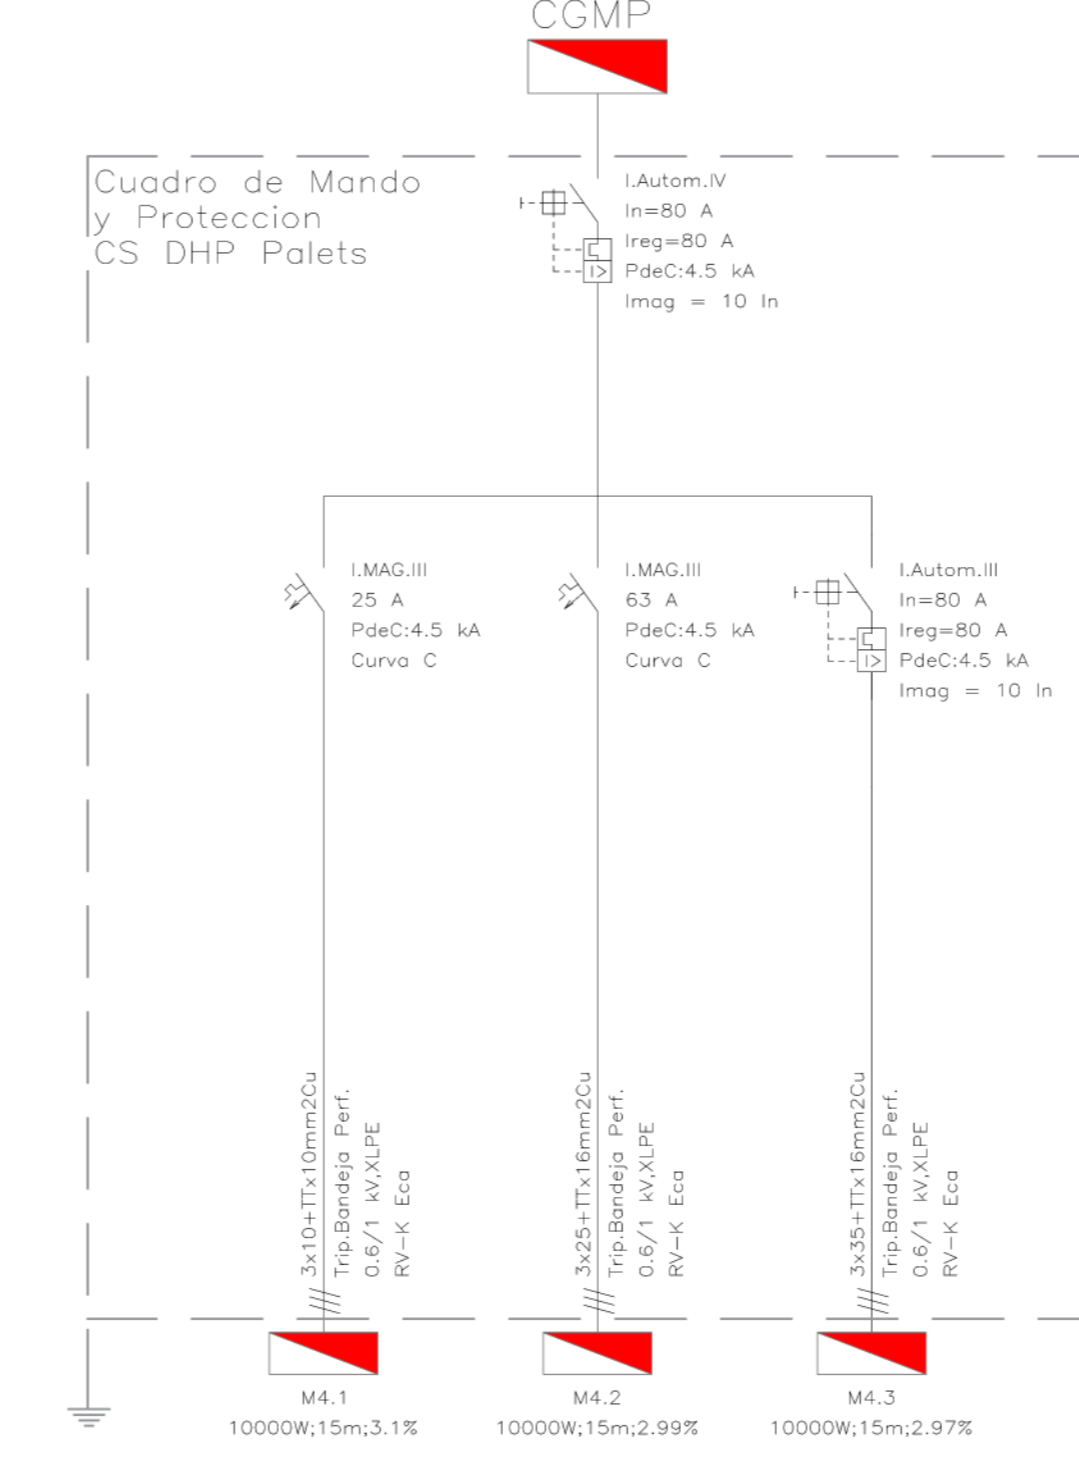 CGMP
Cuadro de Mando
y Proteccion
CS DHP Palets
I.Autom.IV
In=80 A
Ireg=80 A
PdeC:4.5 kA
Imag = 10 In
I>
I.MAG.III
25 A
PdeC:4.5 kA
Curva C
I.MAG.III
63 A
PdeC:4.5 kA
Curva C
I.Autom.III
In=80 A
Ireg=80 A
PdeC:4.5 kA
Imag = 10 In
I>
3x10+TTx10mm2Cu
Trip.Bandeja Perf.
0.6/1 kV,XLPE
RV-K Eca
3x25+TTx16mm2Cu
Trip.Bandeja Perf.
0.6/1 kV,XLPE
RV-K Eca
3x35+TTx16mm2Cu
Trip.Bandeja Perf.
0.6/1 kV,XLPE
RV-K Eca
M4.1
10000W;15m;3.1%
M4.2
10000W;15m;2.99%
M4.3
10000W;15m;2.97%